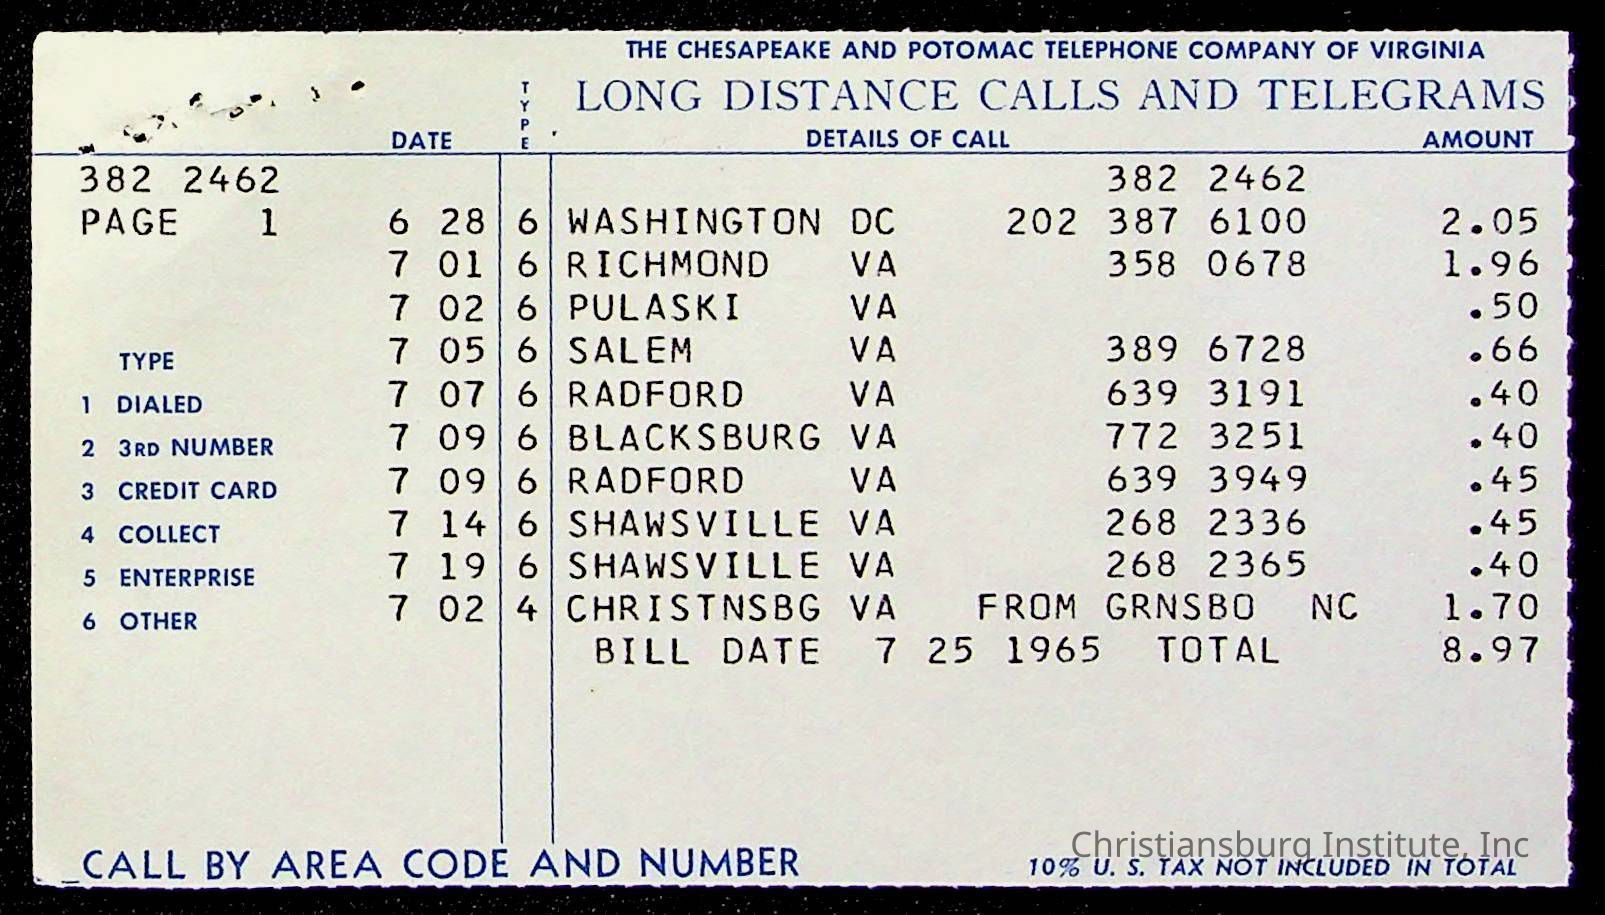 THE CHESAPEAKE AND POTOMAC TELEPHONE COMPANY OF VIRGINIA
LONG DISTANCE CALLS AND TELEGRAMS
DATE TYPE DETAILS OF CALL AMOUNT
382 2462 382 2462
PAGE 1 6 28 6 WASHINGTON DC 202 387 6100 2.05
7 01 6 RICHMOND VA 358 0678 1.96
7 02 6 PULASKI VA .50
7 05 6 SALEM VA 389 6728 .66
TYPE
7 07 6 RADFORD VA 639 3191 .40
1 DIALED
7 09 6 BLACKSBURG VA 772 3251 .40
2 3RD NUMBER
7 09 6 RADFORD VA 639 3949 .45
3 CREDIT CARD
7 14 6 SHAWSVILLE VA 268 2336 .45
4 COLLECT
7 19 6 SHAWSVILLE VA 268 2365 .40
5 ENTERPRISE
7 02 4 CHRISTNSBG VA FROM GRNSBO NC 1.70
6 OTHER
BILL DATE 7 25 1965 TOTAL 8.97
Christiansburg Institute, Inc
CALL BY AREA CODE AND NUMBER 10% U. S. TAX NOT INCLUDED IN TOTAL